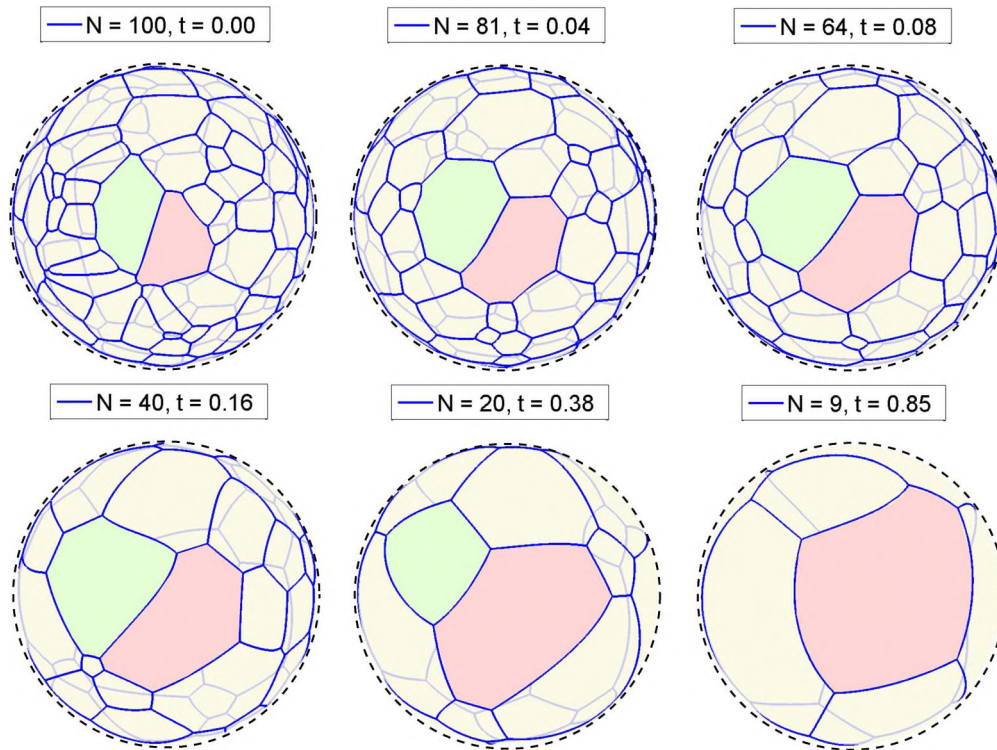 N = 100, t = 0.00
N = 81, t = 0.04
N = 64, t = 0.08
N = 40, t = 0.16
N = 20, t = 0.38
N = 9, t = 0.85